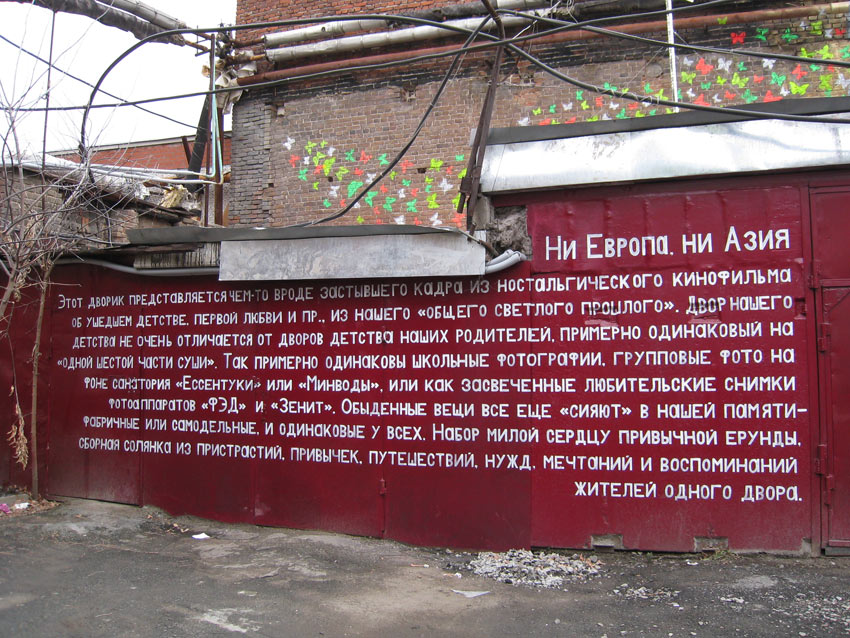 Ни Европа, ни Азия
Этот дворик представляется чем-то вроде застывшего кадра из ностальгического кинофильма
об ушедшем детстве, первой любви и пр., из нашего «общего светлого прошлого». Двор нашего
детства не очень отличается от дворов детства наших родителей, примерно одинаковый на
«одной шестой части суши». Так примерно одинаковы школьные фотографии, групповые фото на
фоне санатория «Ессентуки» или «Минводы», или как засвеченные любительские снимки
фотоаппаратов «ФЭД» и «Зенит». Обыденные вещи все еще «сияют» в нашей памяти-
фабричные или самодельные, и одинаковые у всех. Набор милой сердцу привычной ерунды,
сборная солянка из пристрастий, привычек, путешествий, нужд, мечтаний и воспоминаний
жителей одного двора.